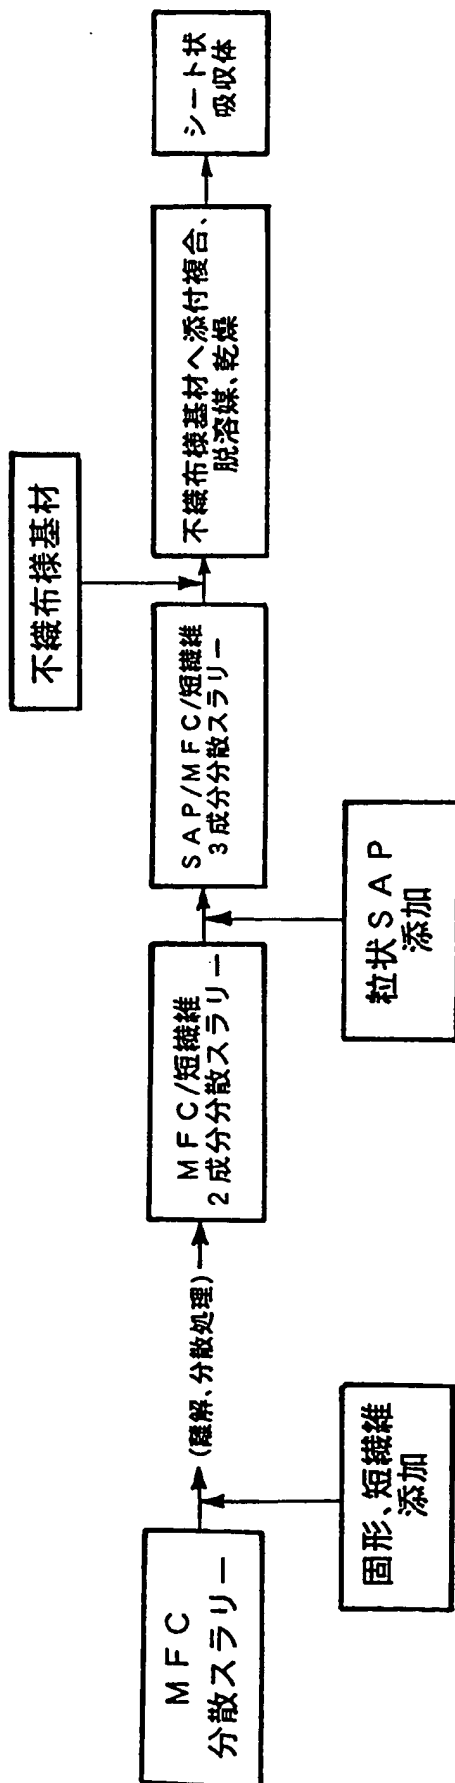 MFC
分散スラリー
固形、短繊維
添加
(離解、分散処理)
MFC/短繊維
2成分分散スラリー
粒状SAP
添加
SAP/MFC/短繊維
3成分分散スラリー
不織布様基材
不織布様基材へ添付複合、
脱溶媒、乾燥
シート状
吸収体